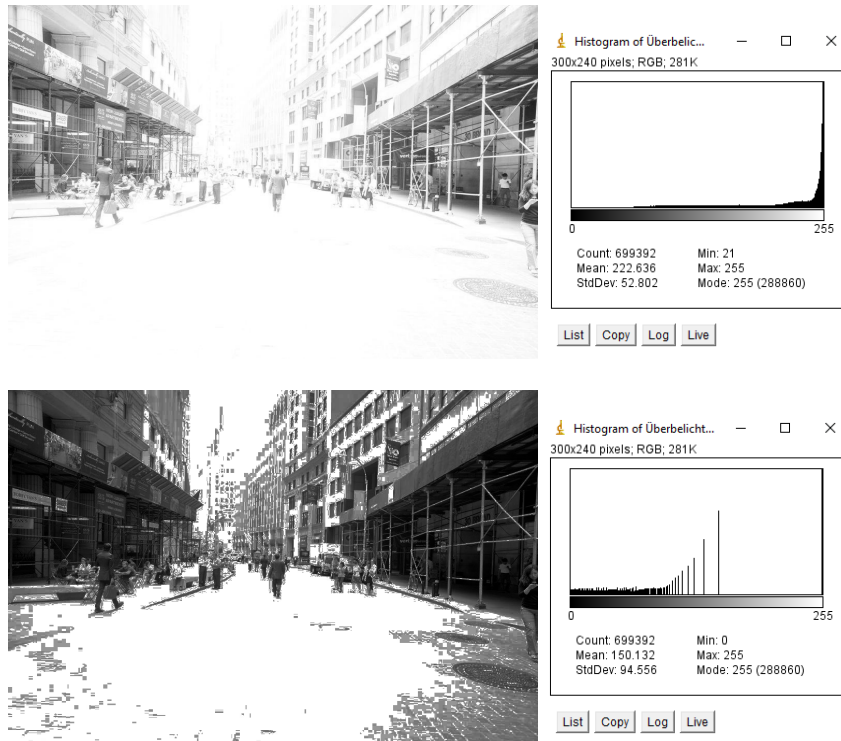 Histogram of Überbelic...
300x240 pixels; RGB; 281K
0 255
Count: 699392 Min: 21
Mean: 222.636 Max: 255
StdDev: 52.802 Mode: 255 (288860)
List Copy Log Live
Histogram of Überbelicht...
300x240 pixels; RGB; 281K
0 255
Count: 699392 Min: 0
Mean: 150.132 Max: 255
StdDev: 94.556 Mode: 255 (288860)
List Copy Log Live